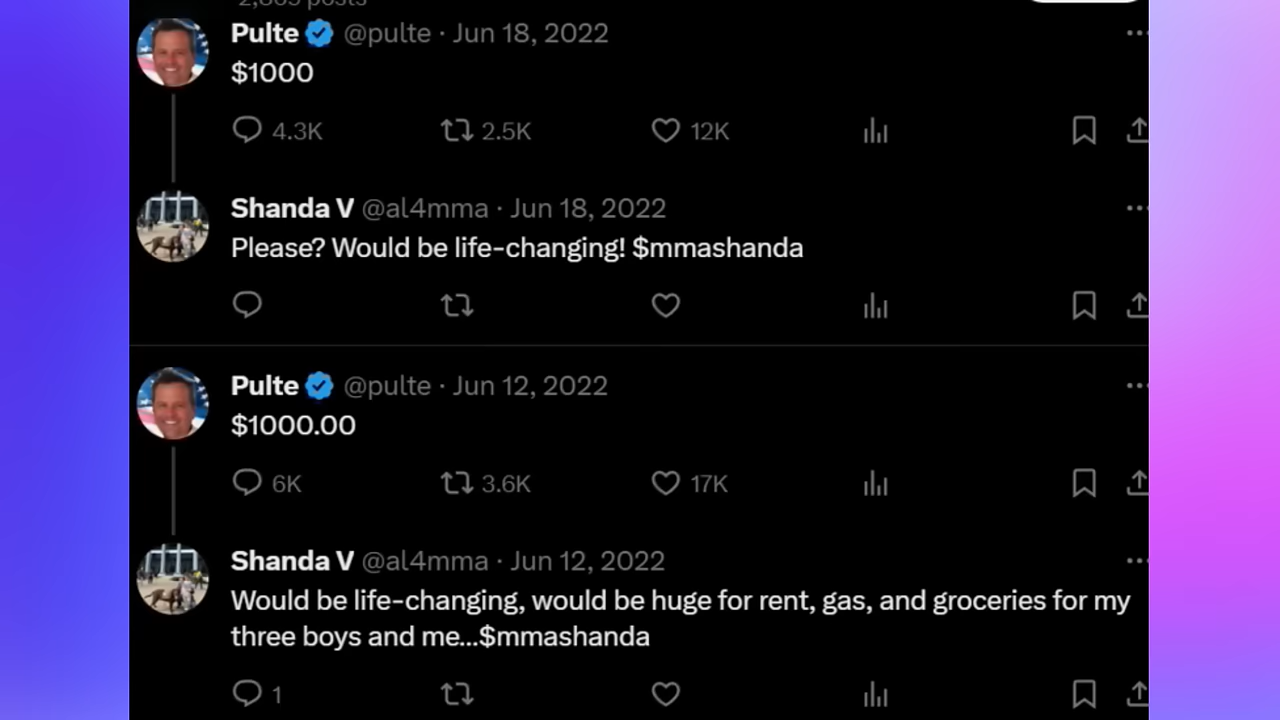 2,869 posts
Pulte @pulte · Jun 18, 2022
$1000
4.3K 2.5K 12K
Shanda V @al4mma · Jun 18, 2022
Please? Would be life-changing! $mmashanda
Pulte @pulte · Jun 12, 2022
$1000.00
6K 3.6K 17K
Shanda V @al4mma · Jun 12, 2022
Would be life-changing, would be huge for rent, gas, and groceries for my
three boys and me...$mmashanda
1